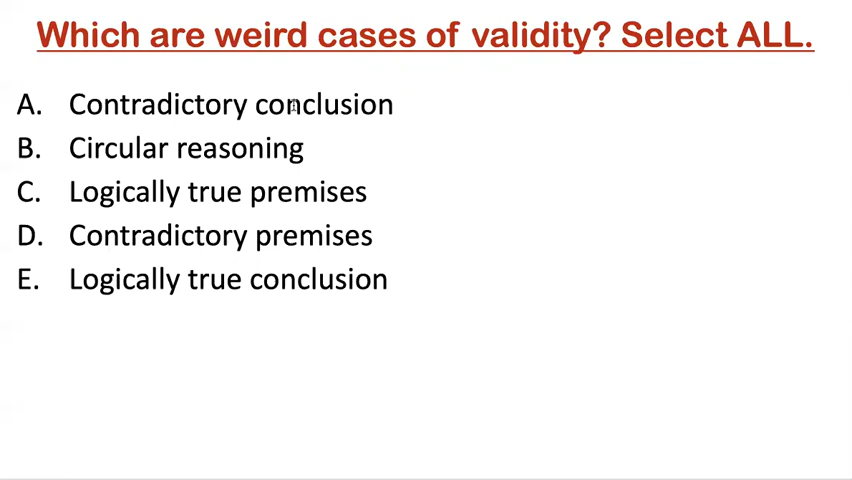 Which are weird cases of validity? Select ALL.
A. Contradictory conclusion
B. Circular reasoning
C. Logically true premises
D. Contradictory premises
E. Logically true conclusion